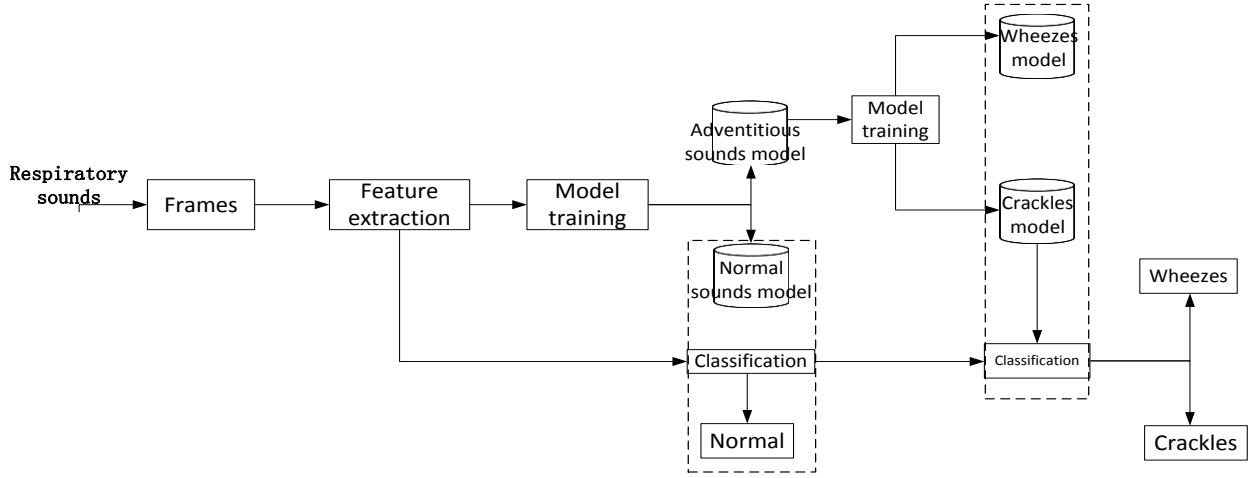 Respiratory
sounds
Frames
Feature
extraction
Model
training
Adventitious
sounds model
Normal
sounds model
Classification
Normal
Model
training
Wheezes
model
Crackles
model
Classification
Wheezes
Crackles